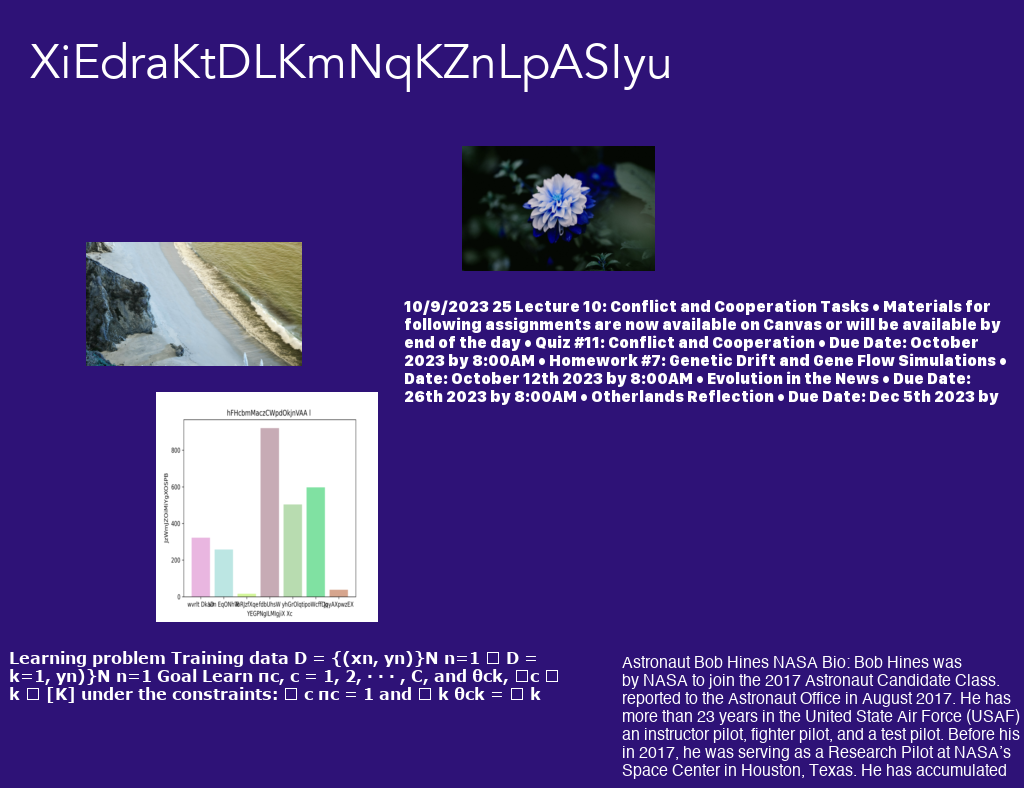 XiEdraKtDLKmNqKZnLpASIyu
10/9/2023 25 Lecture 10: Conflict and Cooperation Tasks • Materials for
following assignments are now available on Canvas or will be available by
end of the day • Quiz #11: Conflict and Cooperation • Due Date: October
2023 by 8:00AM • Homework #7: Genetic Drift and Gene Flow Simulations •
Date: October 12th 2023 by 8:00AM • Evolution in the News • Due Date:
26th 2023 by 8:00AM • Otherlands Reflection • Due Date: Dec 5th 2023 by
hFHcbmMaczCWpdOkjnVAA l
800
600
400
200
0
wvrlt
YEGPNglLMIgjiX Xc
Learning problem Training data D = {(xn, yn)}N n=1 □ D =
k=1, yn)}N n=1 Goal Learn πc, c = 1, 2, · · · , C, and θck, □c □
k □ [K] under the constraints: □ c πc = 1 and □ k θck = □ k
Astronaut Bob Hines NASA Bio: Bob Hines was
by NASA to join the 2017 Astronaut Candidate Class.
reported to the Astronaut Office in August 2017. He has
more than 23 years in the United State Air Force (USAF)
an instructor pilot, fighter pilot, and a test pilot. Before his
in 2017, he was serving as a Research Pilot at NASA’s
Space Center in Houston, Texas. He has accumulated